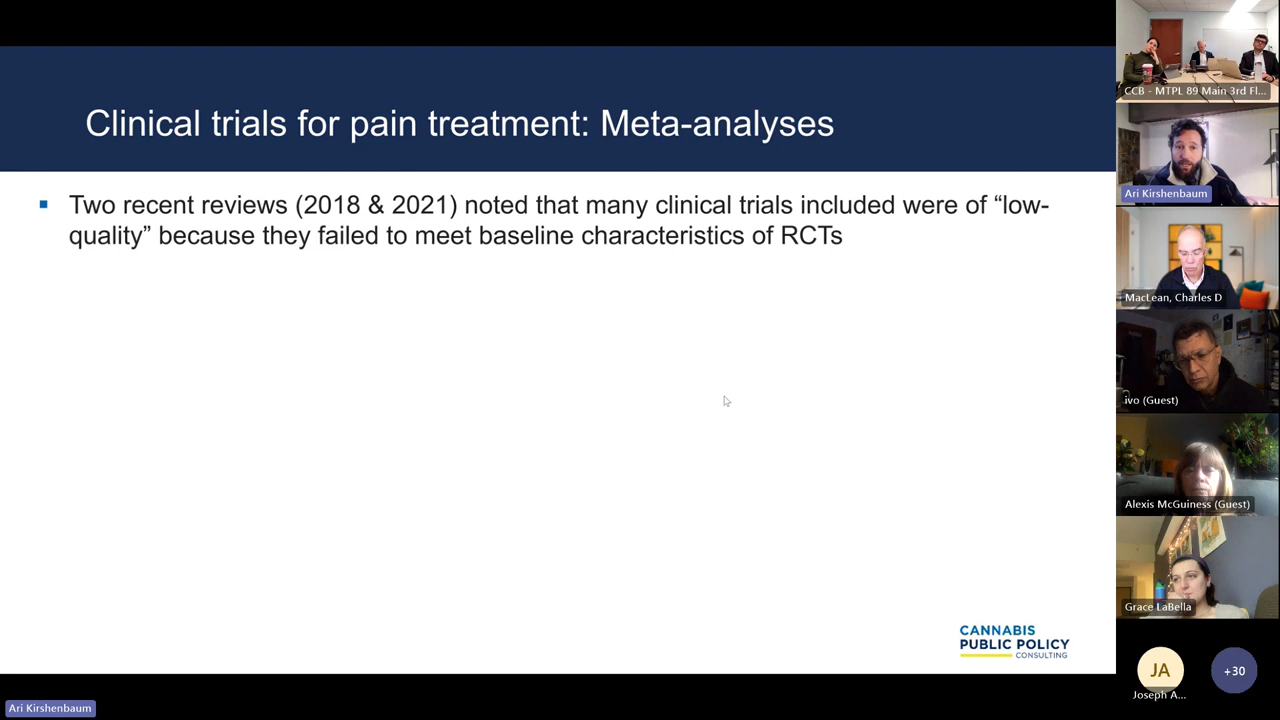 Clinical trials for pain treatment: Meta-analyses
Two recent reviews (2018 & 2021) noted that many clinical trials included were of “low-
quality” because they failed to meet baseline characteristics of RCTs
CANNABIS
PUBLIC POLICY
CONSULTING
CCB - MTPL 89 Main 3rd Fl...
Ari Kirshenbaum
MacLean, Charles D
ivo (Guest)
Alexis McGuiness (Guest)
Grace LaBella
JA
Joseph A...
+30
Ari Kirshenbaum